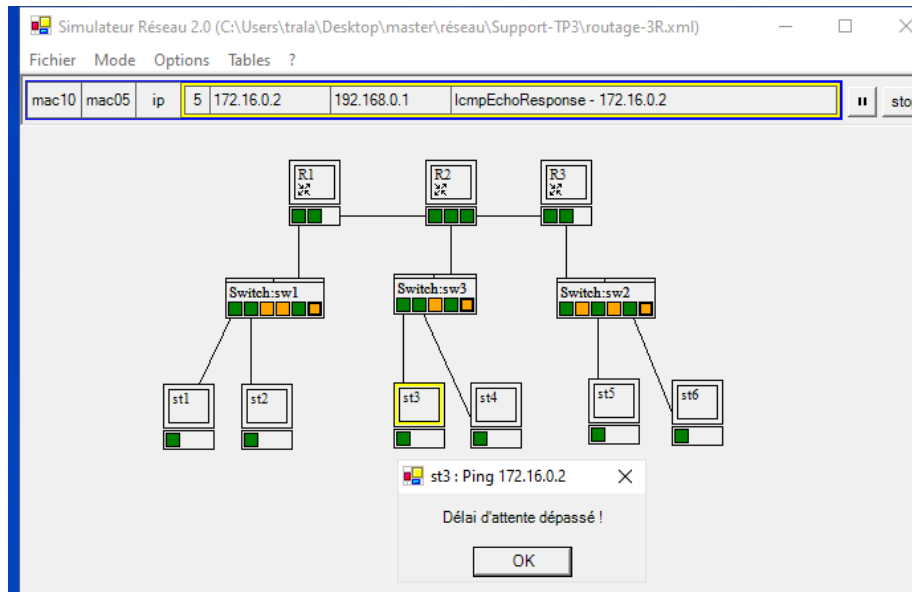 Simulateur Réseau 2.0 (C:\Users\trala\Desktop\master\réseau\Support-TP3\routage-3R.xml)
Fichier Mode Options Tables ?
mac10 mac05 ip 5 172.16.0.2 192.168.0.1 IcmpEchoResponse - 172.16.0.2 sto
R1 R2 R3
Switch:sw1 Switch:sw3 Switch:sw2
st1 st2 st3 st4 st5 st6
st3 : Ping 172.16.0.2
Délai d'attente dépassé !
OK